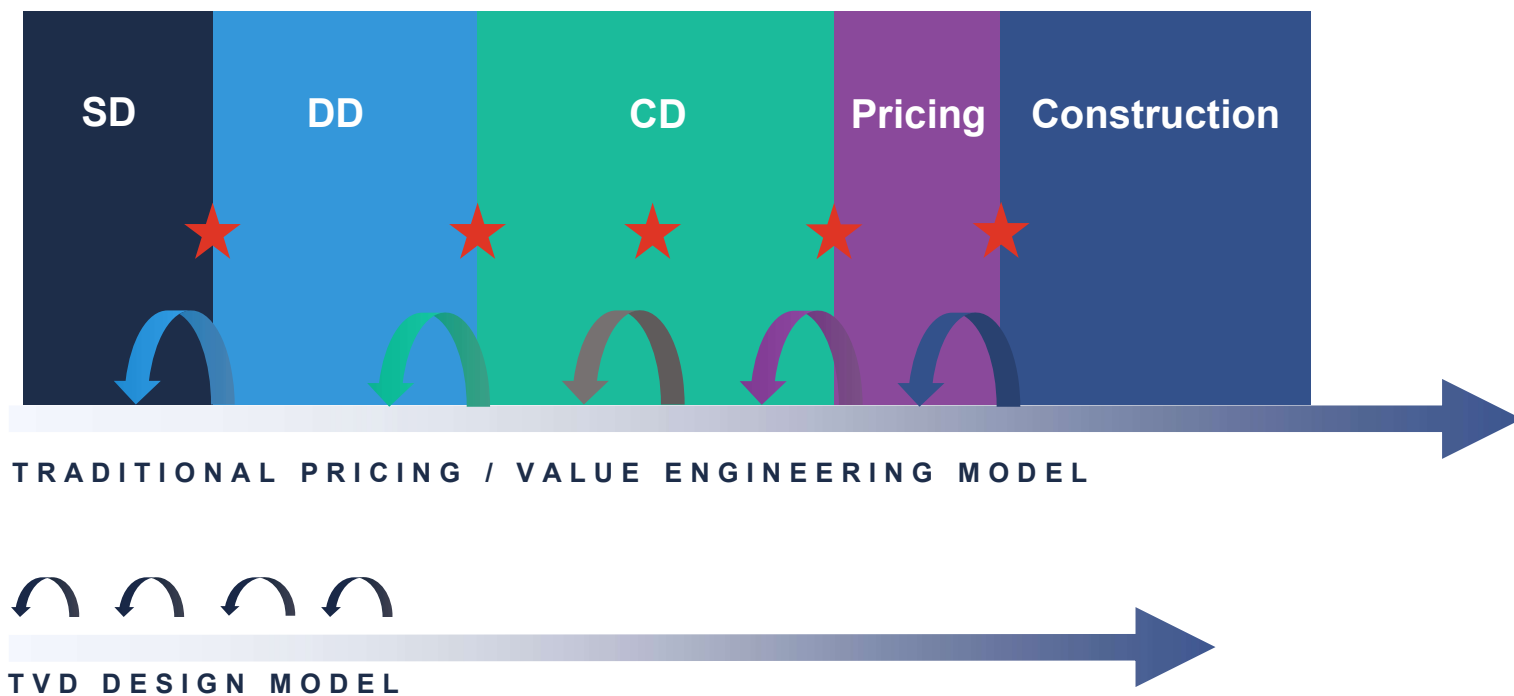 SD
DD
CD
Pricing
Construction
TRADITIONAL PRICING / VALUE ENGINEERING MODEL
TVD DESIGN MODEL